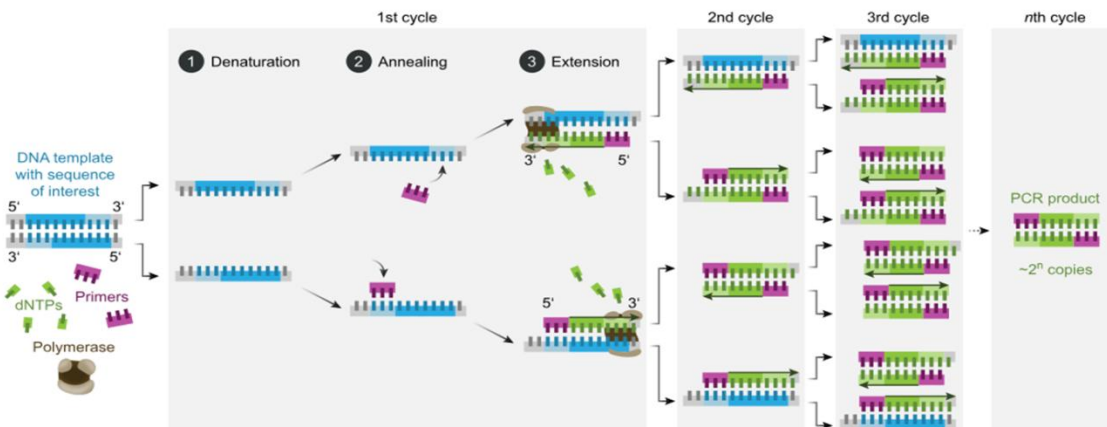 1st cycle
2nd cycle
3rd cycle
nth cycle
1 Denaturation
2 Annealing
3 Extension
DNA template
with sequence
of interest
5' 3'
3' 5'
dNTPs
Primers
Polymerase
3' 5'
5' 3'
PCR product
~2ⁿ copies